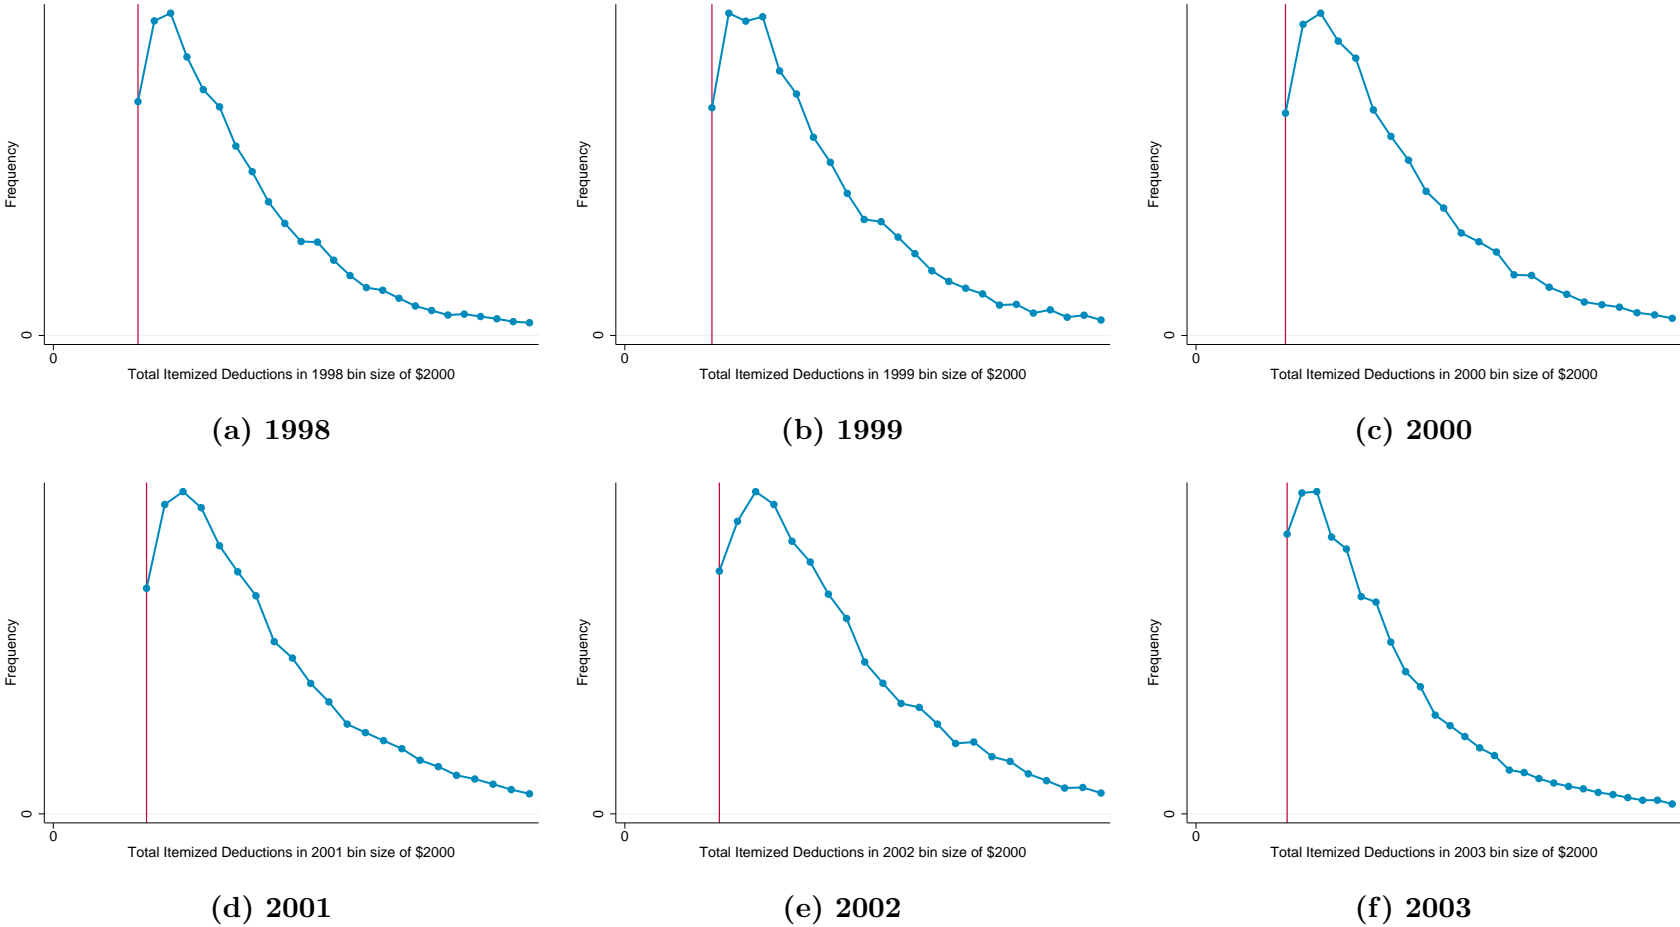 Frequency
0
0
Total Itemized Deductions in 1998 bin size of $2000
(a) 1998
Frequency
0
0
Total Itemized Deductions in 1999 bin size of $2000
(b) 1999
Frequency
0
0
Total Itemized Deductions in 2000 bin size of $2000
(c) 2000
Frequency
0
0
Total Itemized Deductions in 2001 bin size of $2000
(d) 2001
Frequency
0
0
Total Itemized Deductions in 2002 bin size of $2000
(e) 2002
Frequency
0
0
Total Itemized Deductions in 2003 bin size of $2000
(f) 2003